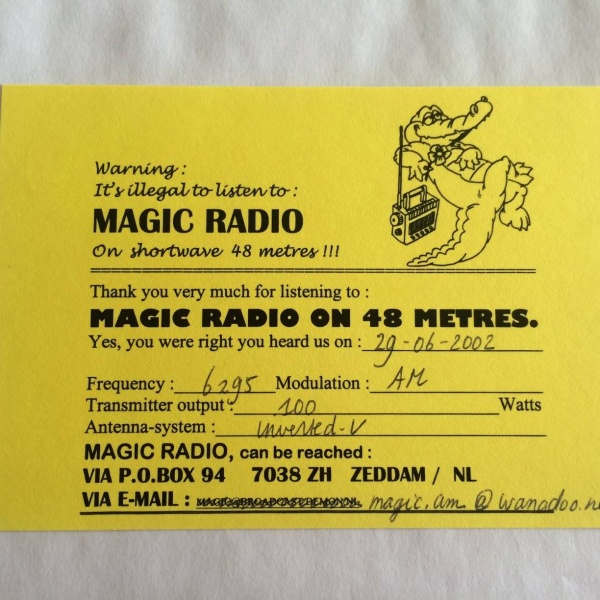 Warning :
It's illegal to listen to :
MAGIC RADIO
On shortwave 48 metres !!!
Thank you very much for listening to :
MAGIC RADIO ON 48 METRES.
Yes, you were right you heard us on : 29-06-2002
Frequency : 6295 Modulation : AM
Transmitter output : 100 Watts
Antenna-system : inverted-V
MAGIC RADIO, can be reached :
VIA P.O.BOX 94 7038 ZH ZEDDAM / NL
VIA E-MAIL : magic.am @ wanadoo.n